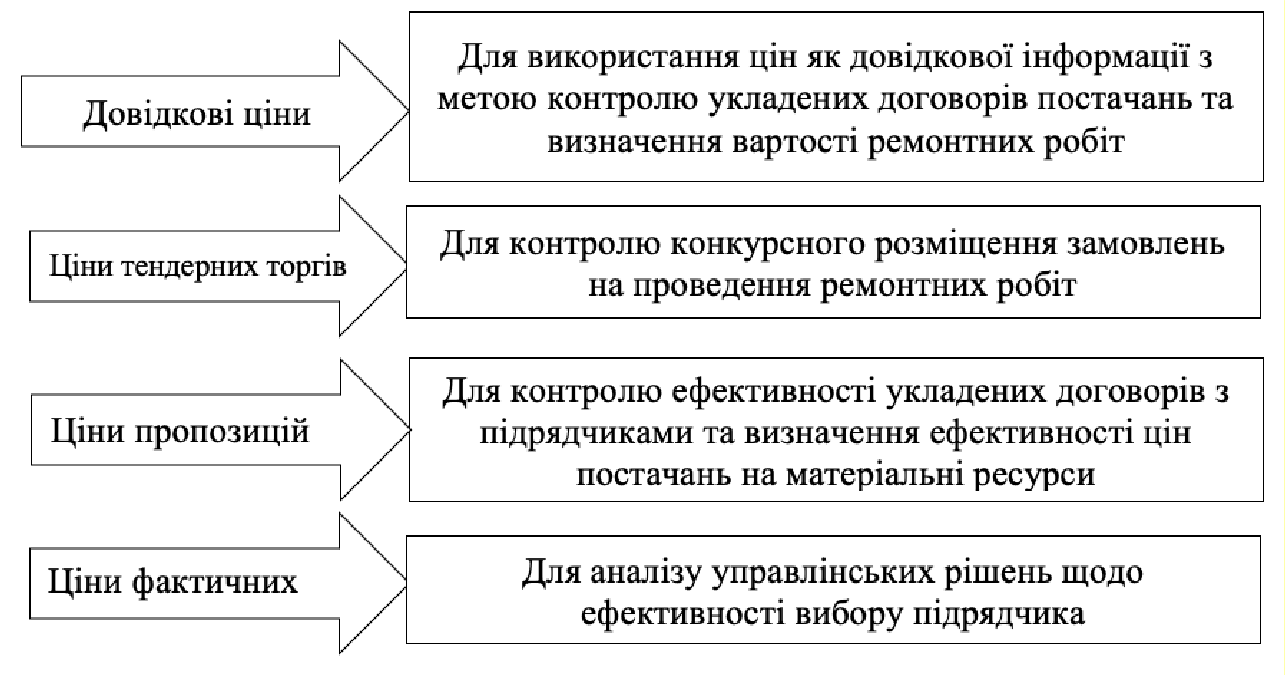 Довідкові ціни
Для використання цін як довідкової інформації з
метою контролю укладених договорів постачань та
визначення вартості ремонтних робіт
Ціни тендерних торгів
Для контролю конкурсного розміщення замовлень
на проведення ремонтних робіт
Ціни пропозицій
Для контролю ефективності укладених договорів з
підрядчиками та визначення ефективності цін
постачань на матеріальні ресурси
Ціни фактичних
Для аналізу управлінських рішень щодо
ефективності вибору підрядчика